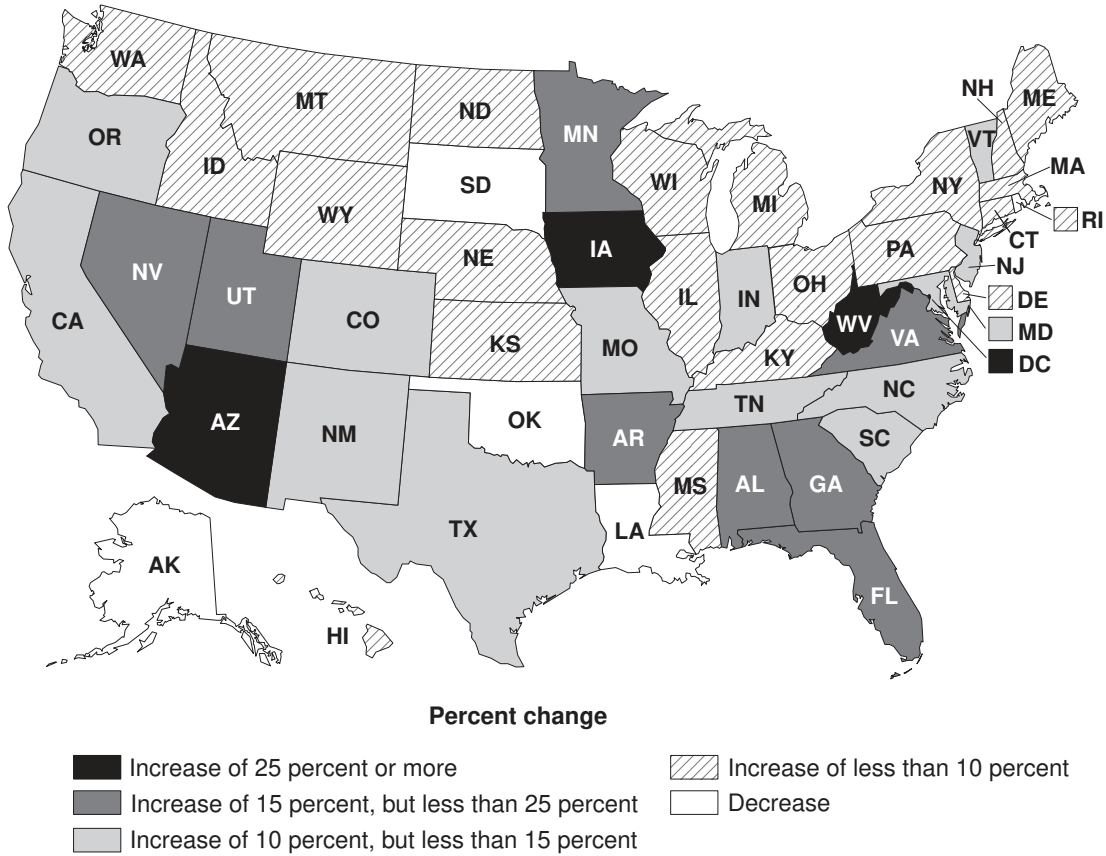 WA
MT
ND
MN
NH
ME
VT
OR
ID
SD
WI
MI
NY
MA
WY
RI
CT
NV
UT
NE
IA
PA
NJ
CA
CO
IL
IN
OH
DE
KS
MO
WV
VA
MD
KY
DC
AZ
NM
OK
AR
TN
NC
SC
MS
AL
GA
TX
LA
AK
FL
HI
Percent change
Increase of 25 percent or more
Increase of 15 percent, but less than 25 percent
Increase of 10 percent, but less than 15 percent
Increase of less than 10 percent
Decrease